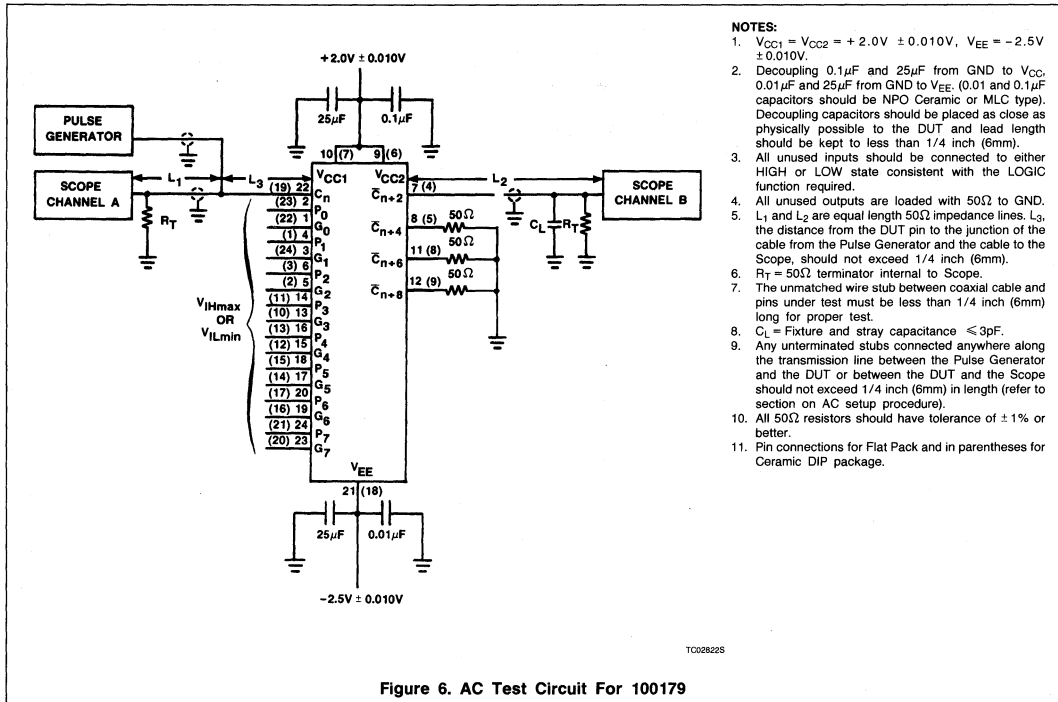 +2.0V ± 0.010V
25μF
0.1μF
PULSE
GENERATOR
10 (7)
9 (6)
VCC1
VCC2
L1
L3
L2
SCOPE
CHANNEL A
SCOPE
CHANNEL B
RT
CL
RT
(19) 22 Cn
(23) 2 P0
(22) 1 G0
(1) 4 P1
(24) 3 G1
(3) 6 P2
(2) 5 G2
(11) 14 P3
(10) 13 G3
(13) 16 P4
(12) 15 G4
(15) 18 P5
(14) 17 G5
(17) 20 P6
(16) 19 G6
(21) 24 P7
(20) 23 G7
VIHmax
OR
VILmin
C̅n+2 7 (4)
C̅n+4 8 (5) 50Ω
C̅n+6 11 (8) 50Ω
C̅n+8 12 (9) 50Ω
VEE
21 (18)
25μF
0.01μF
−2.5V ± 0.010V
TC02822S
NOTES:
1. VCC1 = VCC2 = + 2.0V ± 0.010V, VEE = − 2.5V
± 0.010V.
2. Decoupling 0.1μF and 25μF from GND to VCC,
0.01μF and 25μF from GND to VEE. (0.01 and 0.1μF
capacitors should be NPO Ceramic or MLC type).
Decoupling capacitors should be placed as close as
physically possible to the DUT and lead length
should be kept to less than 1/4 inch (6mm).
3. All unused inputs should be connected to either
HIGH or LOW state consistent with the LOGIC
function required.
4. All unused outputs are loaded with 50Ω to GND.
5. L1 and L2 are equal length 50Ω impedance lines. L3,
the distance from the DUT pin to the junction of the
cable from the Pulse Generator and the cable to the
Scope, should not exceed 1/4 inch (6mm).
6. RT = 50Ω terminator internal to Scope.
7. The unmatched wire stub between coaxial cable and
pins under test must be less than 1/4 inch (6mm)
long for proper test.
8. CL = Fixture and stray capacitance ≤ 3pF.
9. Any unterminated stubs connected anywhere along
the transmission line between the Pulse Generator
and the DUT or between the DUT and the Scope
should not exceed 1/4 inch (6mm) in length (refer to
section on AC setup procedure).
10. All 50Ω resistors should have tolerance of ± 1% or
better.
11. Pin connections for Flat Pack and in parentheses for
Ceramic DIP package.
Figure 6. AC Test Circuit For 100179